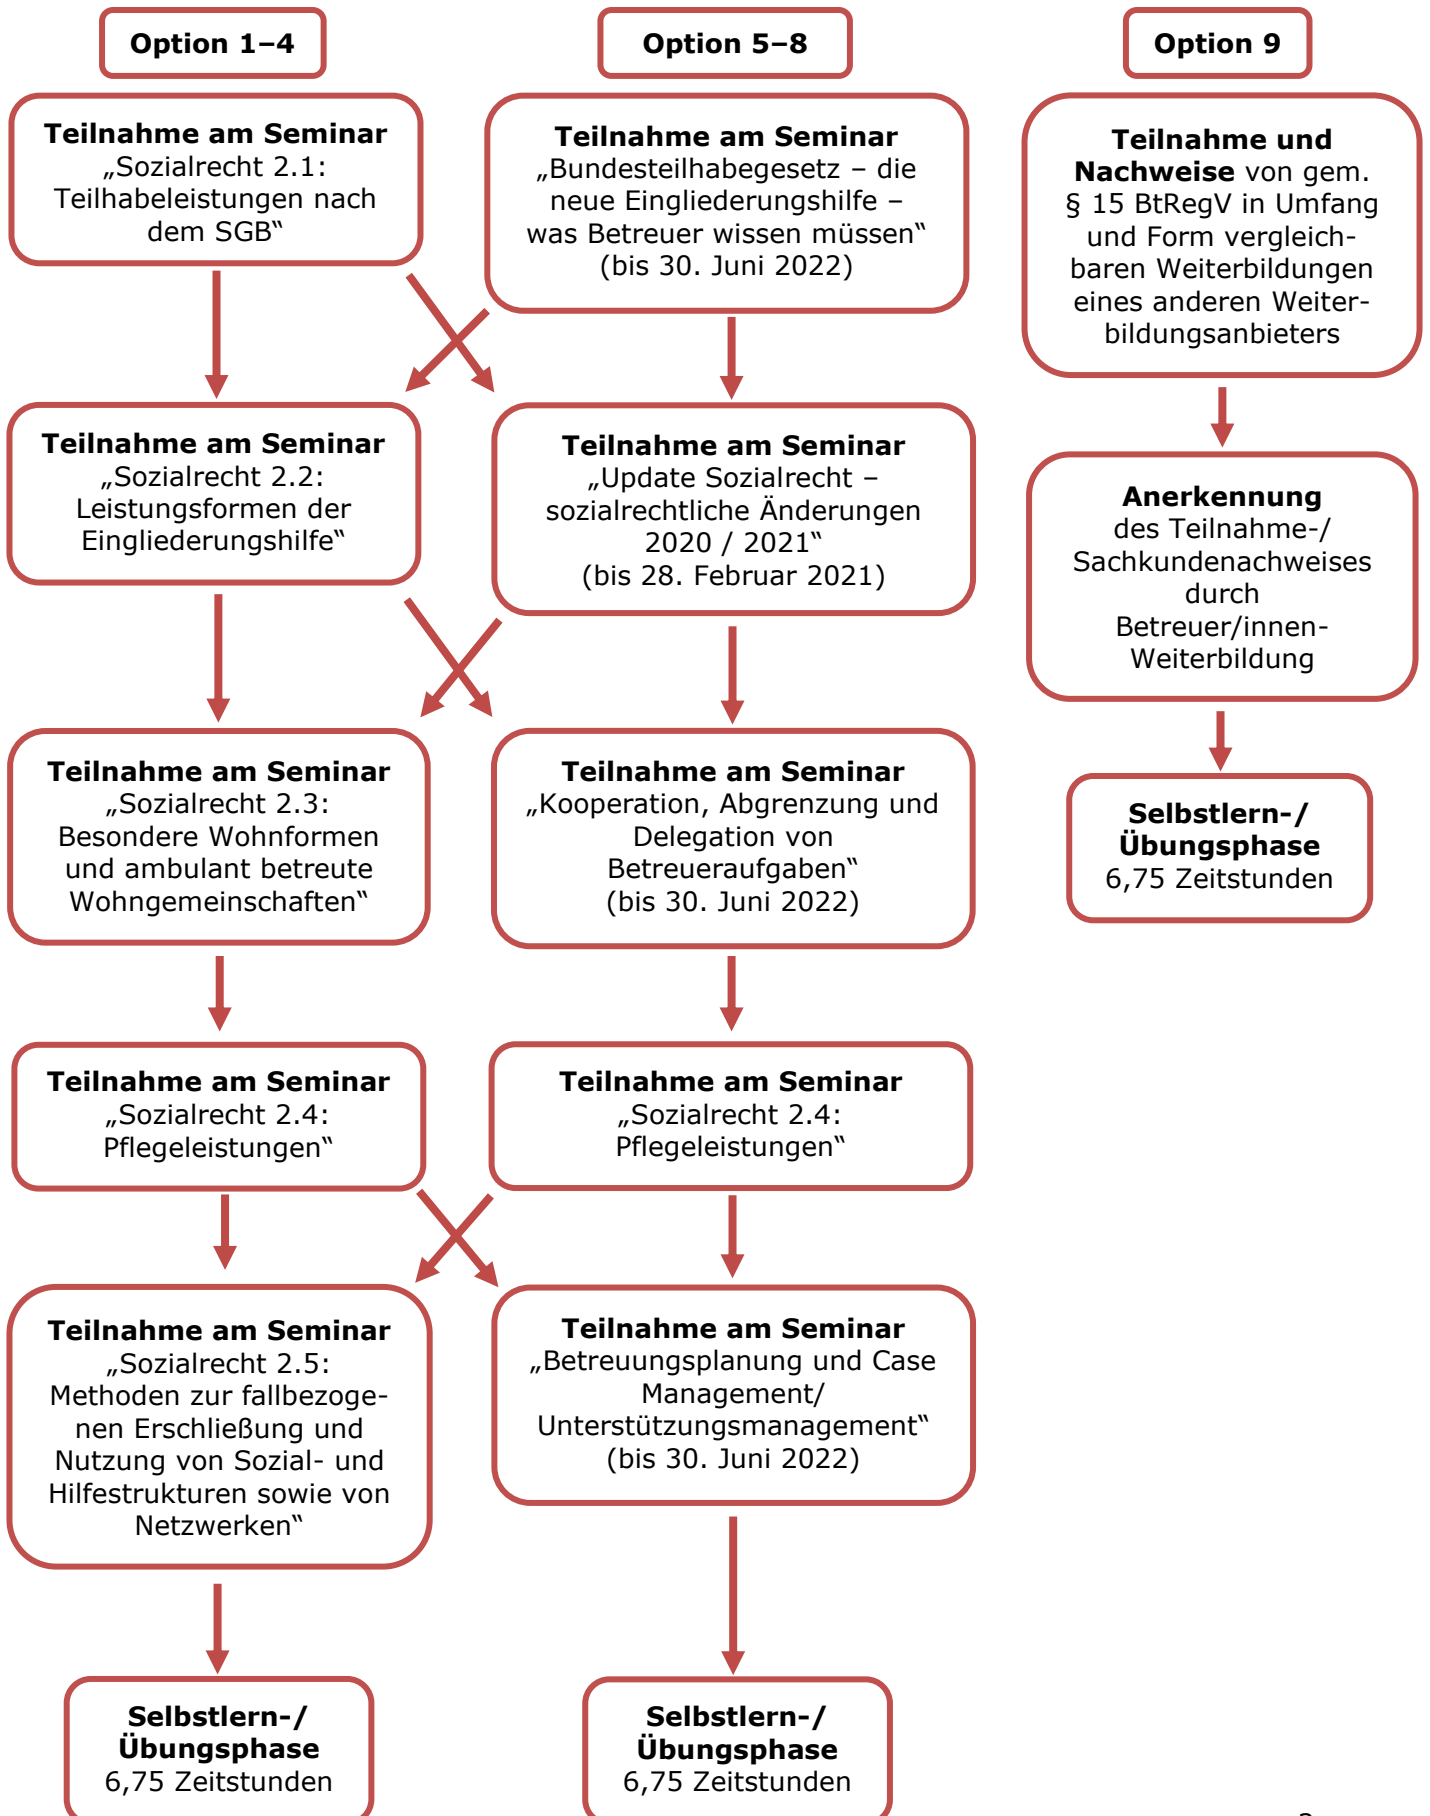 Option 1–4
Teilnahme am Seminar
„Sozialrecht 2.1:
Teilhabeleistungen nach
dem SGB“
Teilnahme am Seminar
„Sozialrecht 2.2:
Leistungsformen der
Eingliederungshilfe“
Teilnahme am Seminar
„Sozialrecht 2.3:
Besondere Wohnformen
und ambulant betreute
Wohngemeinschaften“
Teilnahme am Seminar
„Sozialrecht 2.4:
Pflegeleistungen“
Teilnahme am Seminar
„Sozialrecht 2.5:
Methoden zur fallbezoge-
nen Erschließung und
Nutzung von Sozial- und
Hilfestrukturen sowie von
Netzwerken“
Selbstlern-/
Übungsphase
6,75 Zeitstunden
Option 5–8
Teilnahme am Seminar
„Bundesteilhabegesetz – die
neue Eingliederungshilfe –
was Betreuer wissen müssen“
(bis 30. Juni 2022)
Teilnahme am Seminar
„Update Sozialrecht –
sozialrechtliche Änderungen
2020 / 2021“
(bis 28. Februar 2021)
Teilnahme am Seminar
„Kooperation, Abgrenzung und
Delegation von
Betreueraufgaben“
(bis 30. Juni 2022)
Teilnahme am Seminar
„Sozialrecht 2.4:
Pflegeleistungen“
Teilnahme am Seminar
„Betreuungsplanung und Case
Management/
Unterstützungsmanagement“
(bis 30. Juni 2022)
Selbstlern-/
Übungsphase
6,75 Zeitstunden
Option 9
Teilnahme und
Nachweise von gem.
§ 15 BtRegV in Umfang
und Form vergleich-
baren Weiterbildungen
eines anderen Weiter-
bildungsanbieters
Anerkennung
des Teilnahme-/
Sachkundenachweises
durch
Betreuer/innen-
Weiterbildung
Selbstlern-/
Übungsphase
6,75 Zeitstunden